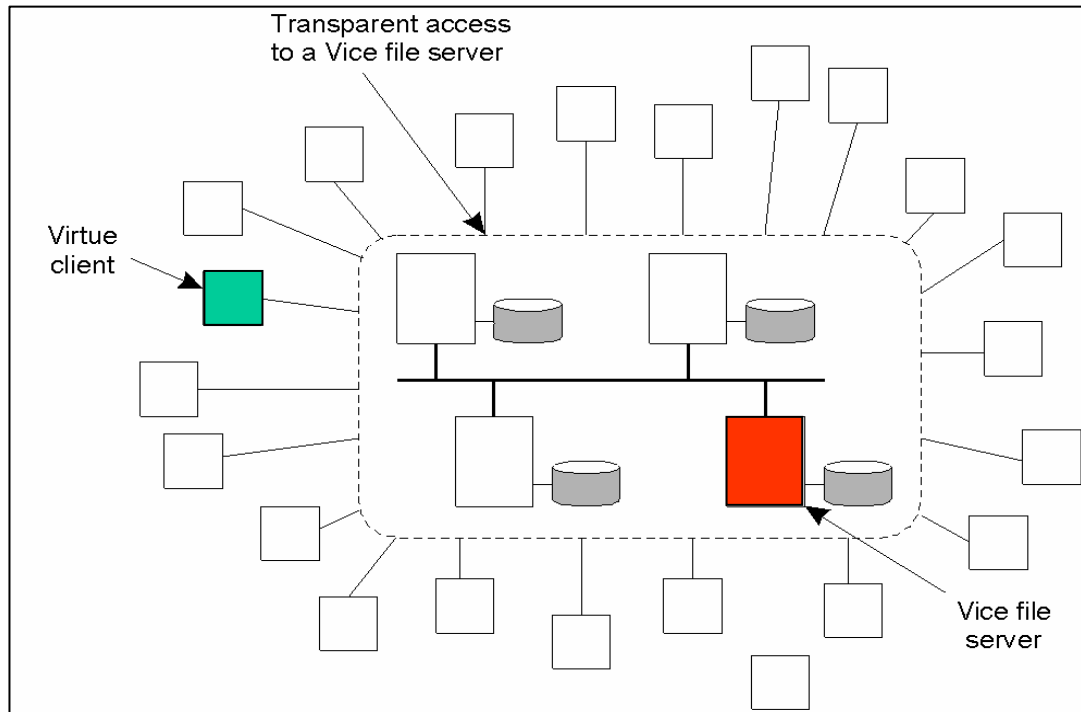 Transparent access
to a Vice file server
Virtue
client
Vice file
server